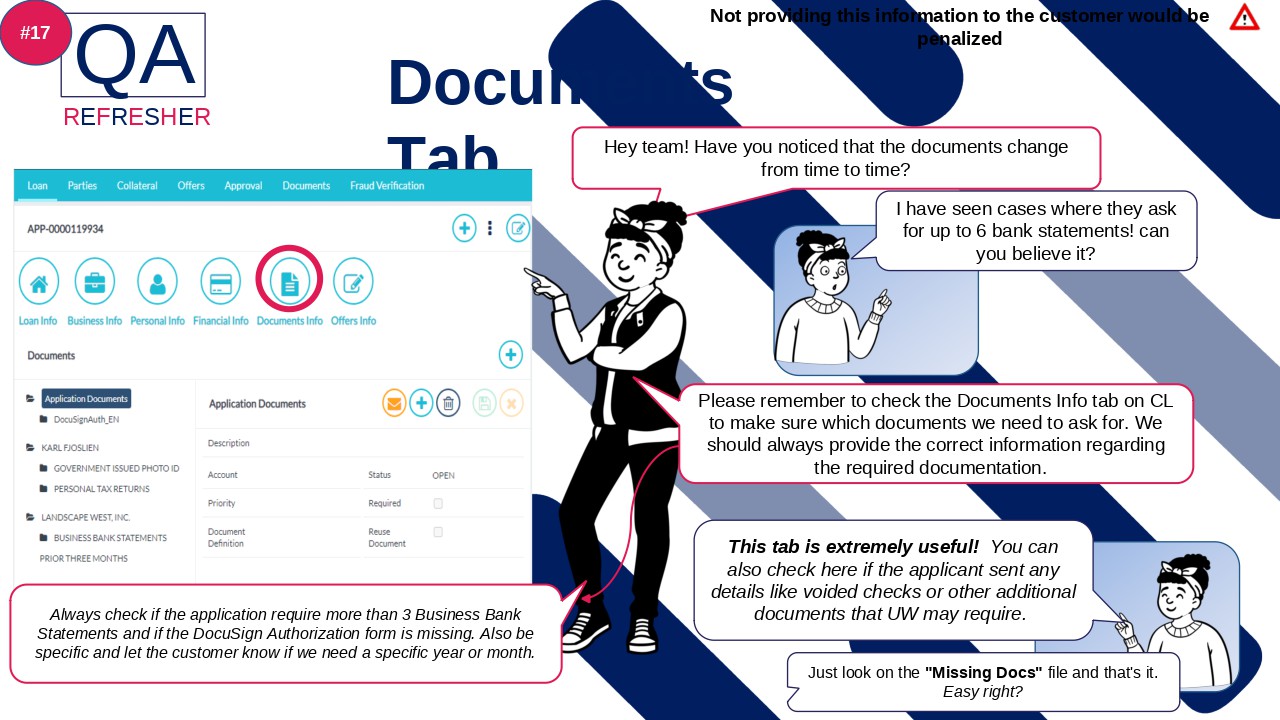 #17
QA
REFRESHER
Not providing this information to the customer would be
penalized
Documents
Tab
Hey team! Have you noticed that the documents change
from time to time?
I have seen cases where they ask
for up to 6 bank statements! can
you believe it?
Loan Parties Collateral Offers Approval Documents Fraud Verification
APP-0000119934
Loan Info Business Info Personal Info Financial Info Documents Info Offers Info
Documents
Application Documents
DocuSignAuth_EN
KARL FJOSLIEN
GOVERNMENT ISSUED PHOTO ID
PERSONAL TAX RETURNS
LANDSCAPE WEST, INC.
BUSINESS BANK STATEMENTS
PRIOR THREE MONTHS
Application Documents
Description
Account Status OPEN
Priority Required
Document Reuse
Definition Document
Please remember to check the Documents Info tab on CL
to make sure which documents we need to ask for. We
should always provide the correct information regarding
the required documentation.
This tab is extremely useful! You can
also check here if the applicant sent any
details like voided checks or other additional
documents that UW may require.
Always check if the application require more than 3 Business Bank
Statements and if the DocuSign Authorization form is missing. Also be
specific and let the customer know if we need a specific year or month.
Just look on the "Missing Docs" file and that's it.
Easy right?